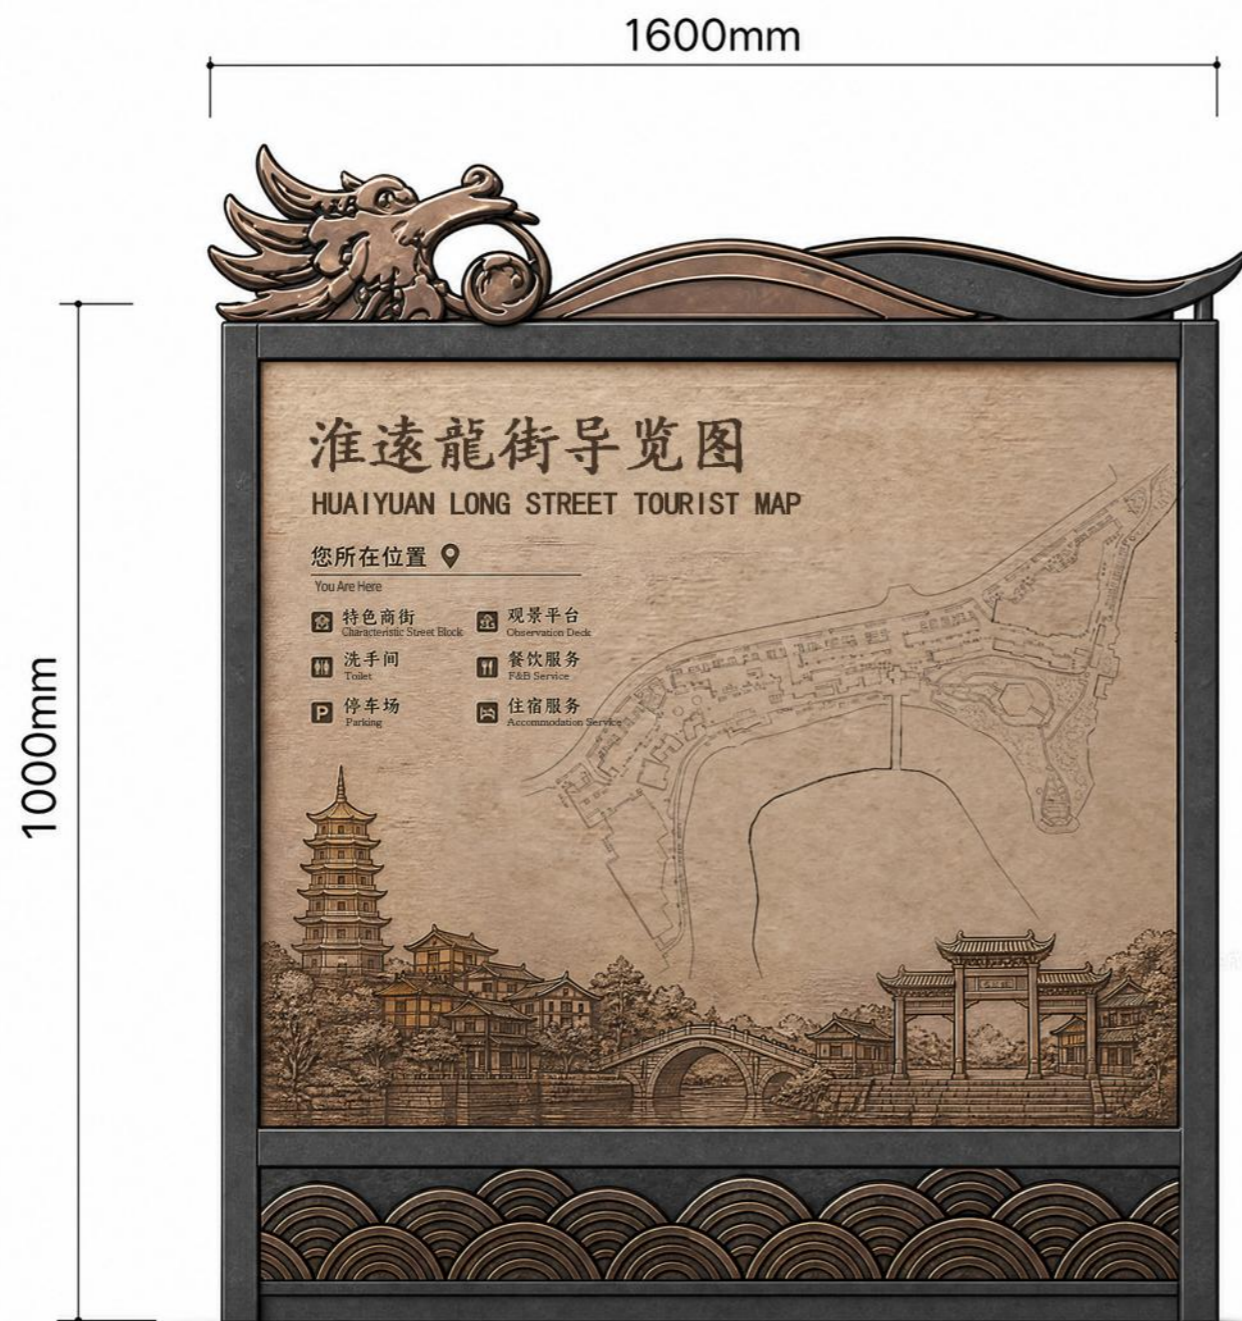 1600mm
1000mm
淮遠龍街导览图
HUAIYUAN LONG STREET TOURIST MAP
您所在位置
You Are Here
特色商街
Characteristic Street Block
观景平台
Observation Deck
洗手间
Toilet
餐饮服务
F&B Service
P
停车场
Parking
住宿服务
Accommodation Service